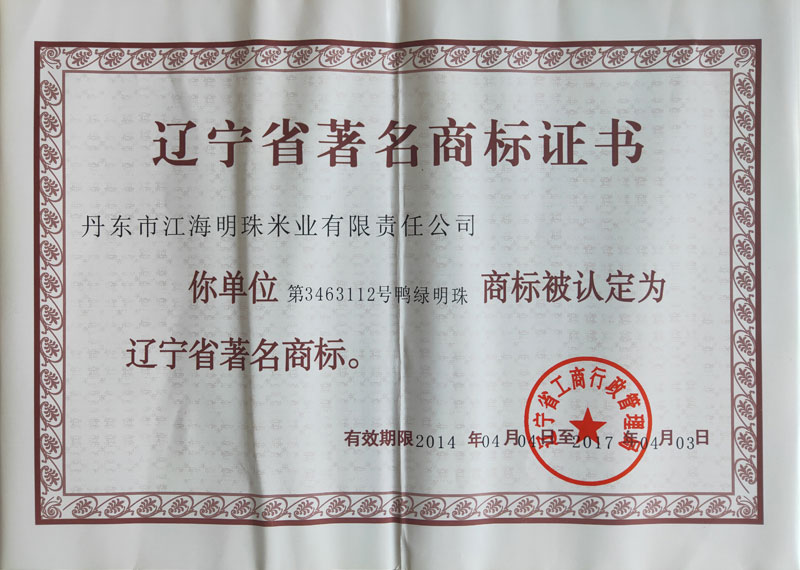 辽宁省著名商标证书
丹东市江海明珠米业有限责任公司
你单位 第3463112号鸭绿明珠 商标被认定为
辽宁省著名商标。
辽宁省工商行政管理局
有效期限2014 年04月04日至2017年04月03日